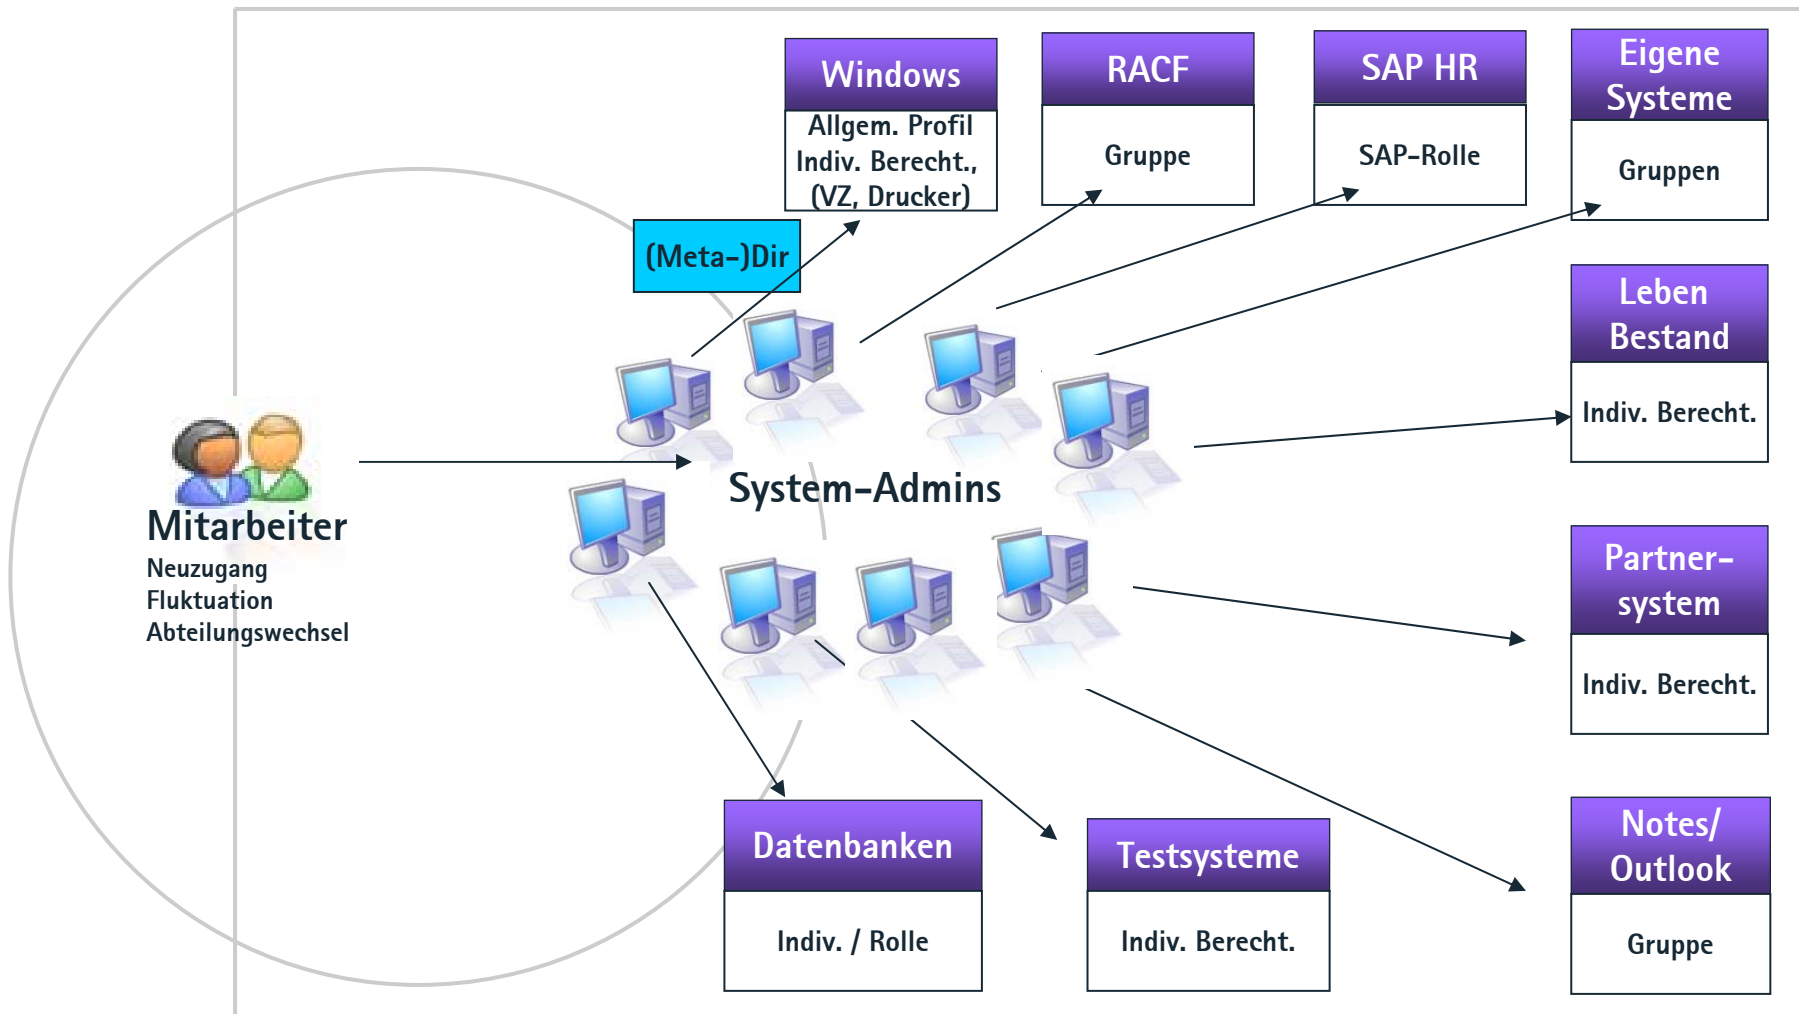 Windows
Allgem. Profil
Indiv. Berecht.,
(VZ, Drucker)
RACF
Gruppe
SAP HR
SAP-Rolle
Eigene
Systeme
Gruppen
(Meta-)Dir
Leben
Bestand
Indiv. Berecht.
System-Admins
Mitarbeiter
Neuzugang
Fluktuation
Abteilungswechsel
Partner-
system
Indiv. Berecht.
Datenbanken
Indiv. / Rolle
Testsysteme
Indiv. Berecht.
Notes/
Outlook
Gruppe